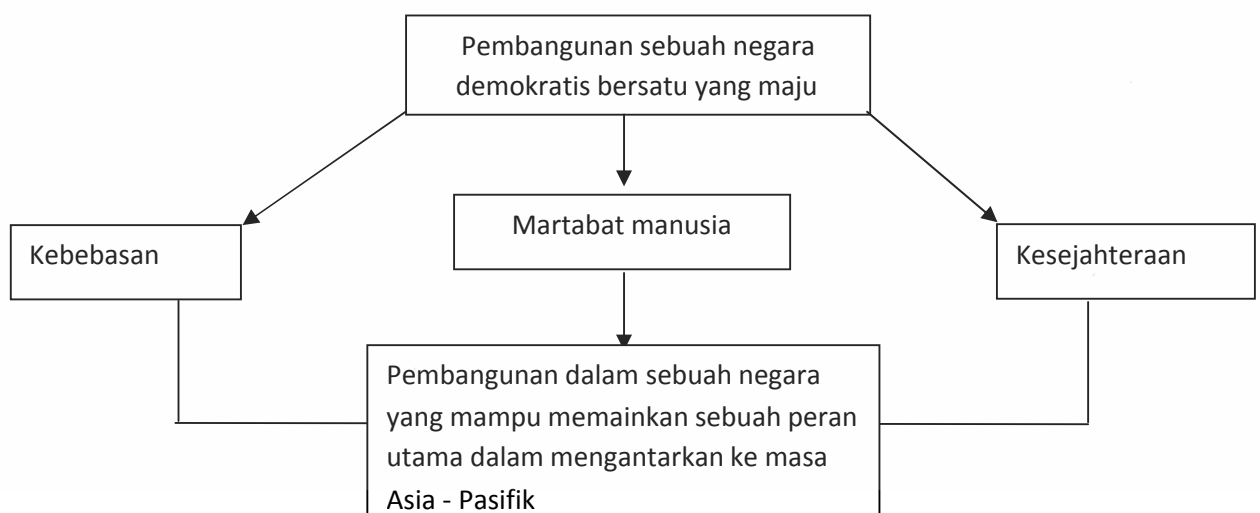 Pembangunan sebuah negara
demokratis bersatu yang maju
Martabat manusia
Kebebasan
Kesejahteraan
Pembangunan dalam sebuah negara
yang mampu memainkan sebuah peran
utama dalam mengantarkan ke masa
Asia - Pasifik